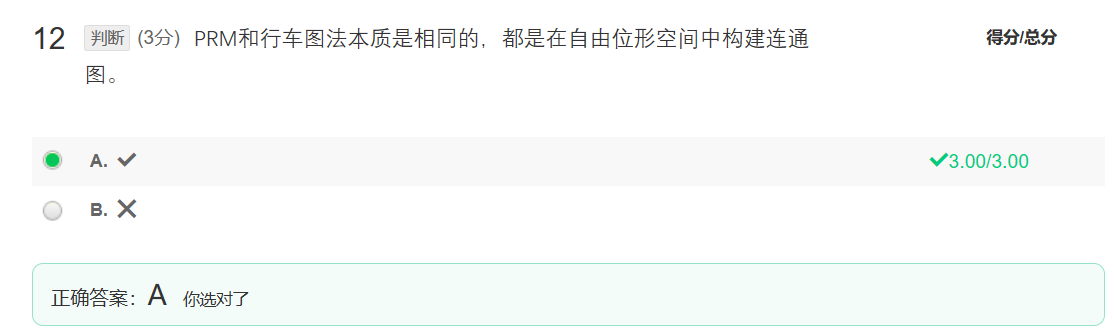 12 判断 (3分) PRM和行车图法本质是相同的，都是在自由位形空间中构建连通 得分/总分
图。
A. ✔ ✔3.00/3.00
B. ✕
正确答案：A 你选对了